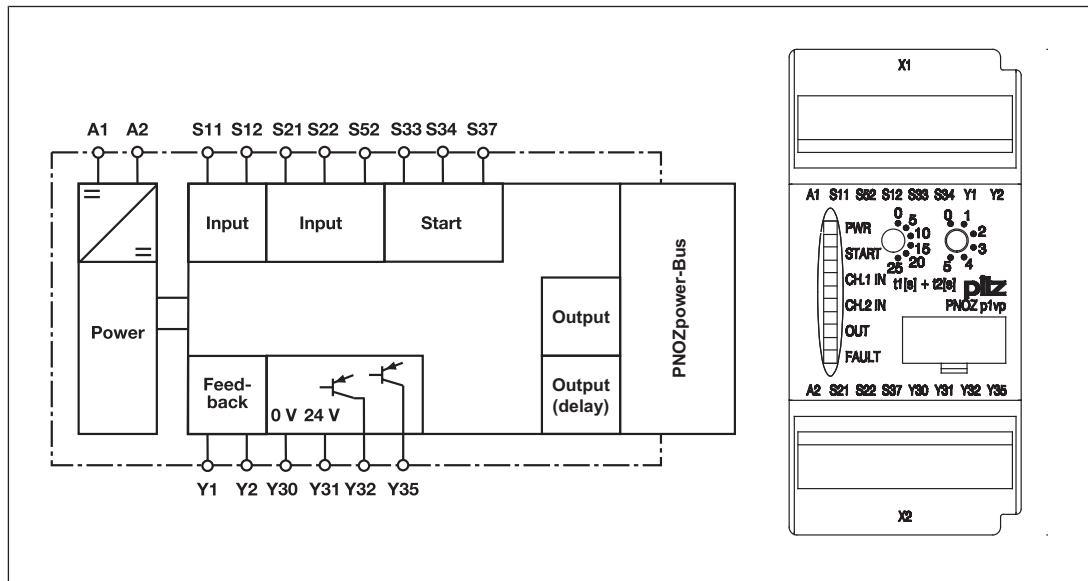 A1 A2 S11 S12 S21 S22 S52 S33 S34 S37
Input Input Start
Power
Output
Output
(delay)
PNOZpower-Bus
Feed-
back
0 V 24 V
Y1 Y2 Y30 Y31 Y32 Y35
X1
A1 S11 S52 S12 S33 S34 Y1 Y2
PWR
START
CH.1 IN
CH.2 IN
OUT
FAULT
0 5 10 15 20 25
0 1 2 3 4 5
t1[s] + t2[s]
pilz
PNOZ p1vp
A2 S21 S22 S37 Y30 Y31 Y32 Y35
X2